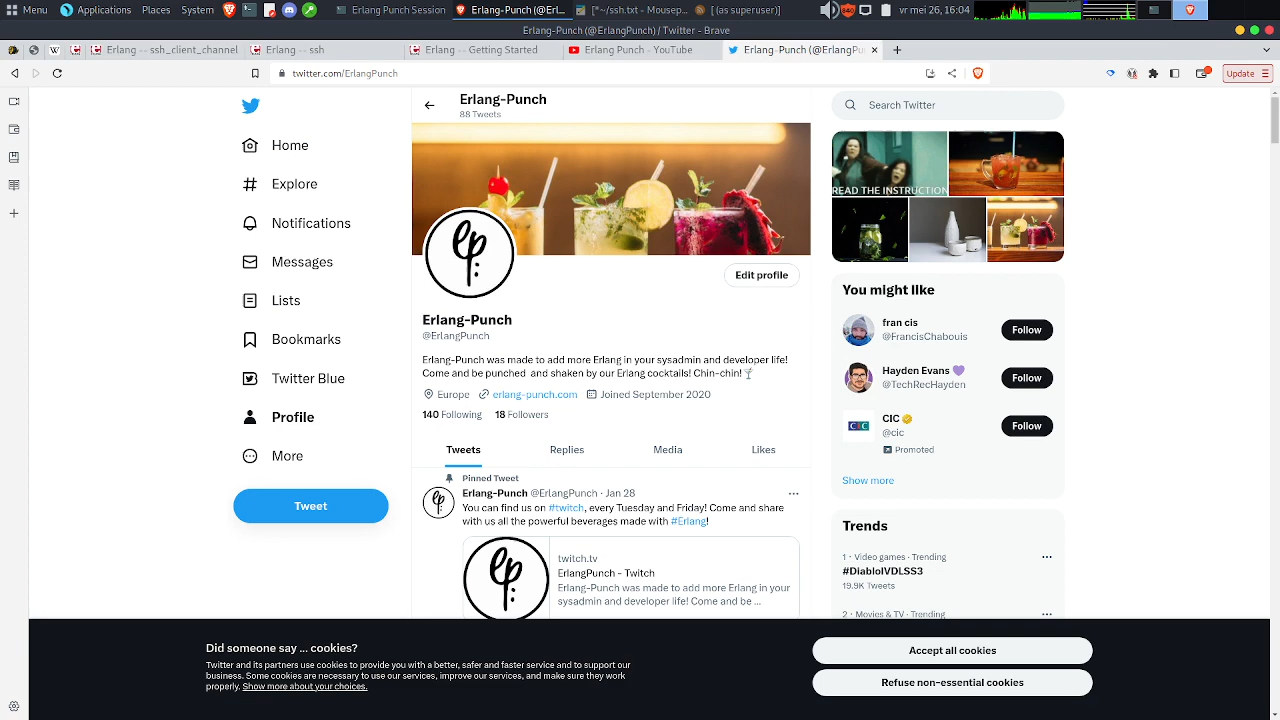 Menu Applications Places System Erlang Punch Session Erlang-Punch (@Erl... [*~/ssh.txt - Mousep... [(as superuser)] 840 vr mei 26, 16:04
Erlang-Punch (@ErlangPunch) / Twitter - Brave
Erlang -- ssh_client_channel Erlang -- ssh Erlang -- Getting Started Erlang Punch - YouTube Erlang-Punch (@ErlangPu
twitter.com/ErlangPunch Update
Erlang-Punch
88 Tweets
Home
Explore
Notifications
Messages
Lists
Bookmarks
Twitter Blue
Profile
More
Tweet
ep:
Edit profile
Erlang-Punch
@ErlangPunch
Erlang-Punch was made to add more Erlang in your sysadmin and developer life!
Come and be punched and shaken by our Erlang cocktails! Chin-chin!🍸
Europe erlang-punch.com Joined September 2020
140 Following 18 Followers
Tweets Replies Media Likes
Pinned Tweet
Erlang-Punch @ErlangPunch · Jan 28
You can find us on #twitch, every Tuesday and Friday! Come and share
with us all the powerful beverages made with #Erlang!
twitch.tv
ErlangPunch - Twitch
Erlang-Punch was made to add more Erlang in your
sysadmin and developer life! Come and be ...
Search Twitter
READ THE INSTRUCTION
You might like
fran cis
@FrancisChabouis
Follow
Hayden Evans 💜
@TechRecHayden
Follow
CIC
@cic
Follow
Promoted
Show more
Trends
1 · Video games · Trending
#DiabloIVDLSS3
19.9K Tweets
2 · Movies & TV · Trending
Did someone say … cookies?
Twitter and its partners use cookies to provide you with a better, safer and faster service and to support our
business. Some cookies are necessary to use our services, improve our services, and make sure they work
properly. Show more about your choices.
Accept all cookies
Refuse non-essential cookies